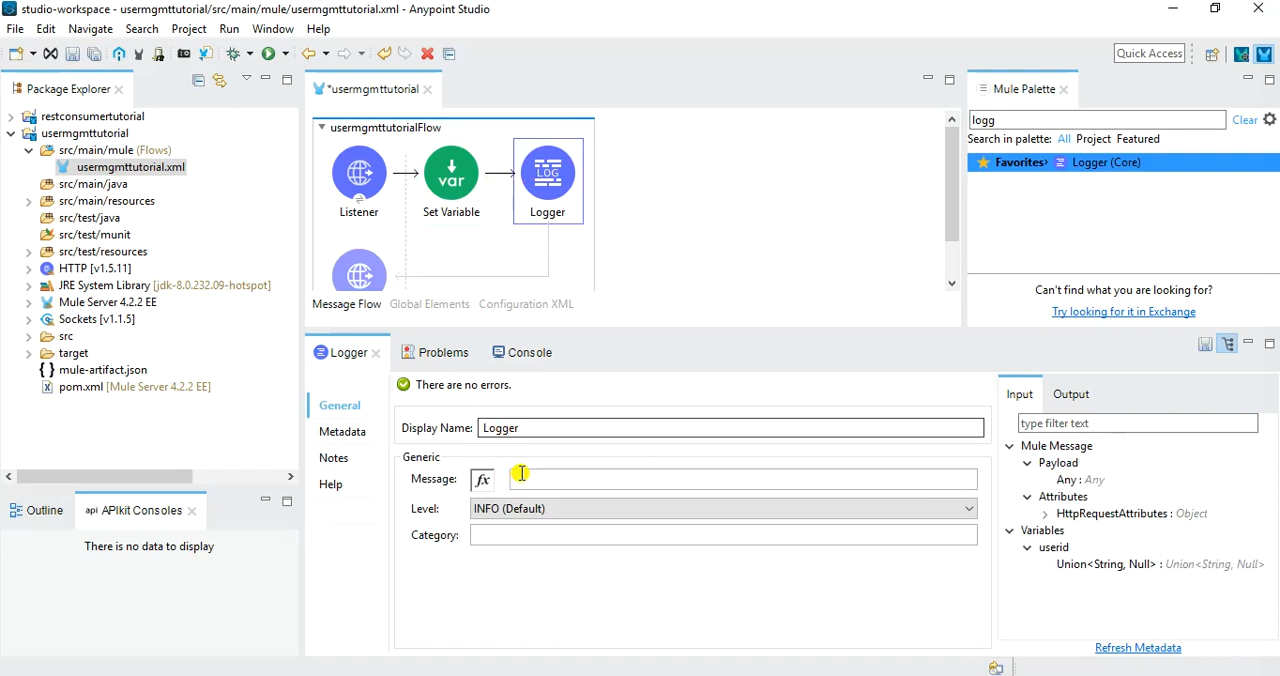 studio-workspace - usermgmttutorial/src/main/mule/usermgmttutorial.xml - Anypoint Studio
File Edit Navigate Search Project Run Window Help
Quick Access
Package Explorer
restconsumertutorial
usermgmttutorial
src/main/mule (Flows)
usermgmttutorial.xml
src/main/java
src/main/resources
src/test/java
src/test/munit
src/test/resources
HTTP [v1.5.11]
JRE System Library [jdk-8.0.232.09-hotspot]
Mule Server 4.2.2 EE
Sockets [v1.1.5]
src
target
mule-artifact.json
pom.xml [Mule Server 4.2.2 EE]
*usermgmttutorial
usermgmttutorialFlow
var
LOG
Listener
Set Variable
Logger
Message Flow Global Elements Configuration XML
Mule Palette
logg
Clear
Search in palette: All Project Featured
Favorites› Logger (Core)
Can't find what you are looking for?
Try looking for it in Exchange
Outline
api APIkit Consoles
There is no data to display
Logger
Problems
Console
There are no errors.
General
Metadata
Notes
Help
Display Name: Logger
Generic
Message: fx
Level: INFO (Default)
Category:
Input
Output
type filter text
Mule Message
Payload
Any : Any
Attributes
HttpRequestAttributes : Object
Variables
userid
Union<String, Null> : Union<String, Null>
Refresh Metadata